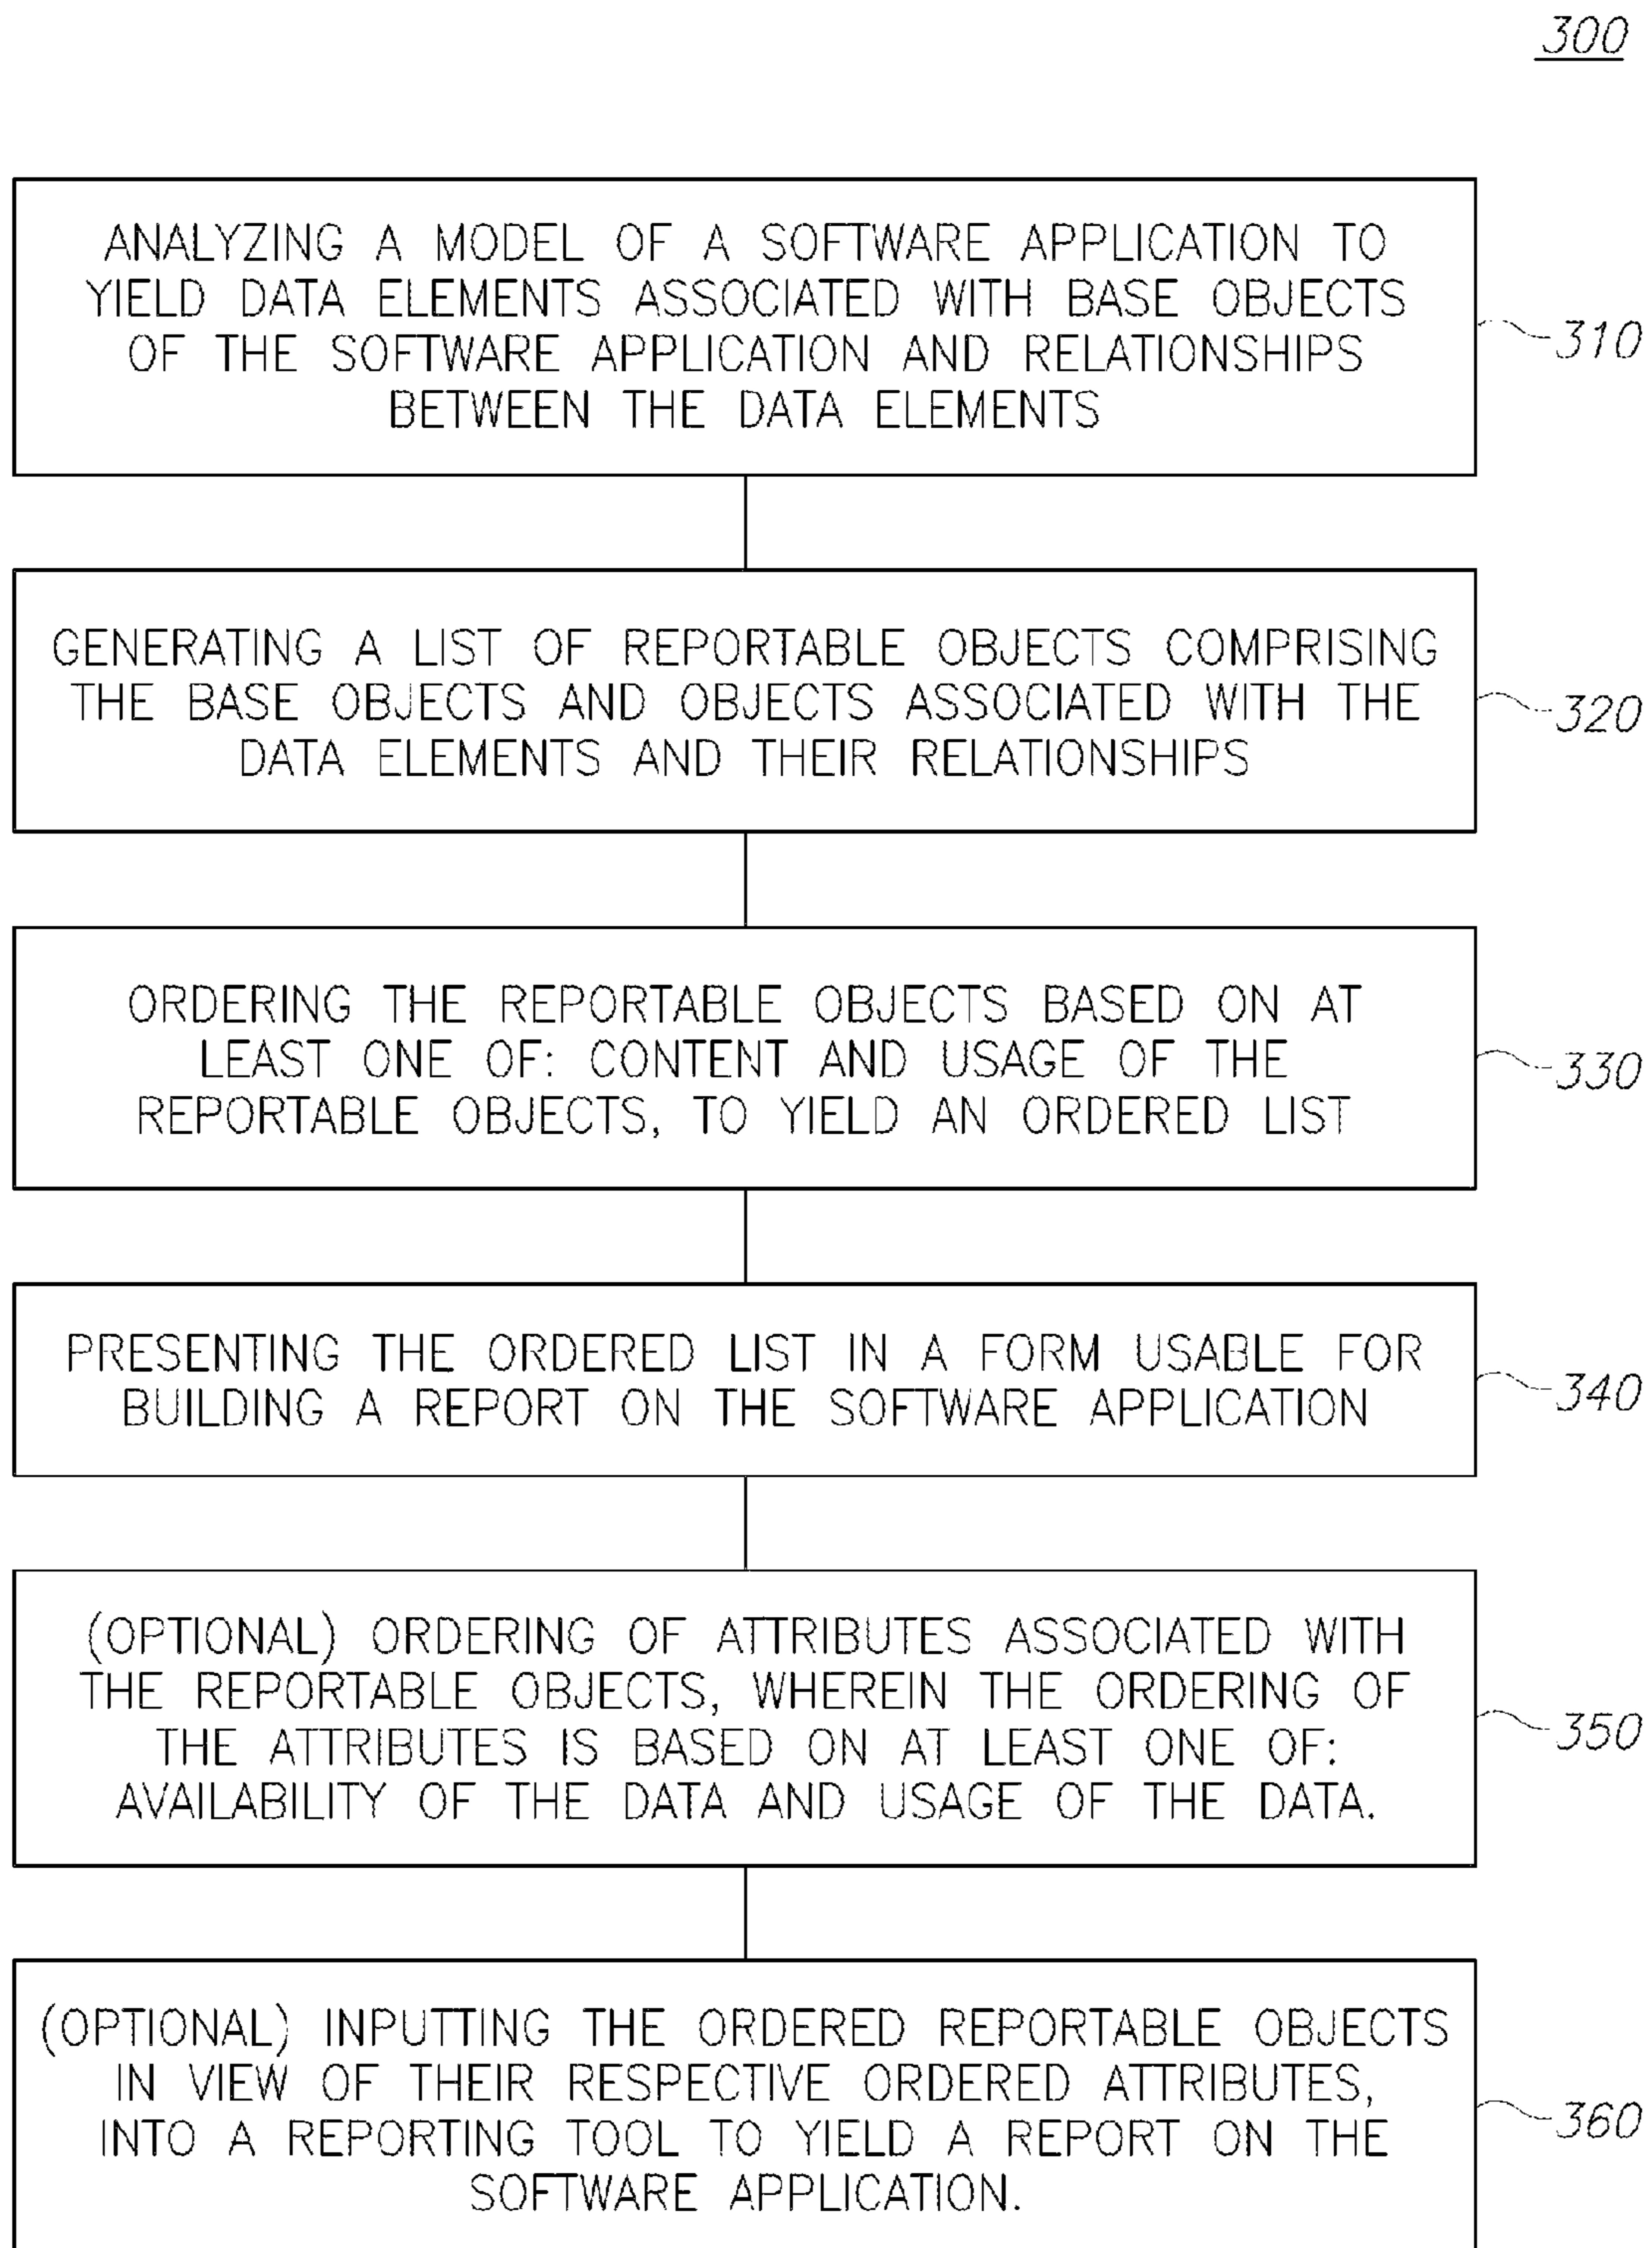 300
ANALYZING A MODEL OF A SOFTWARE APPLICATION TO
YIELD DATA ELEMENTS ASSOCIATED WITH BASE OBJECTS
OF THE SOFTWARE APPLICATION AND RELATIONSHIPS
BETWEEN THE DATA ELEMENTS
310
GENERATING A LIST OF REPORTABLE OBJECTS COMPRISING
THE BASE OBJECTS AND OBJECTS ASSOCIATED WITH THE
DATA ELEMENTS AND THEIR RELATIONSHIPS
320
ORDERING THE REPORTABLE OBJECTS BASED ON AT
LEAST ONE OF: CONTENT AND USAGE OF THE
REPORTABLE OBJECTS, TO YIELD AN ORDERED LIST
330
PRESENTING THE ORDERED LIST IN A FORM USABLE FOR
BUILDING A REPORT ON THE SOFTWARE APPLICATION
340
(OPTIONAL) ORDERING OF ATTRIBUTES ASSOCIATED WITH
THE REPORTABLE OBJECTS, WHEREIN THE ORDERING OF
THE ATTRIBUTES IS BASED ON AT LEAST ONE OF:
AVAILABILITY OF THE DATA AND USAGE OF THE DATA.
350
(OPTIONAL) INPUTTING THE ORDERED REPORTABLE OBJECTS
IN VIEW OF THEIR RESPECTIVE ORDERED ATTRIBUTES,
INTO A REPORTING TOOL TO YIELD A REPORT ON THE
SOFTWARE APPLICATION.
360